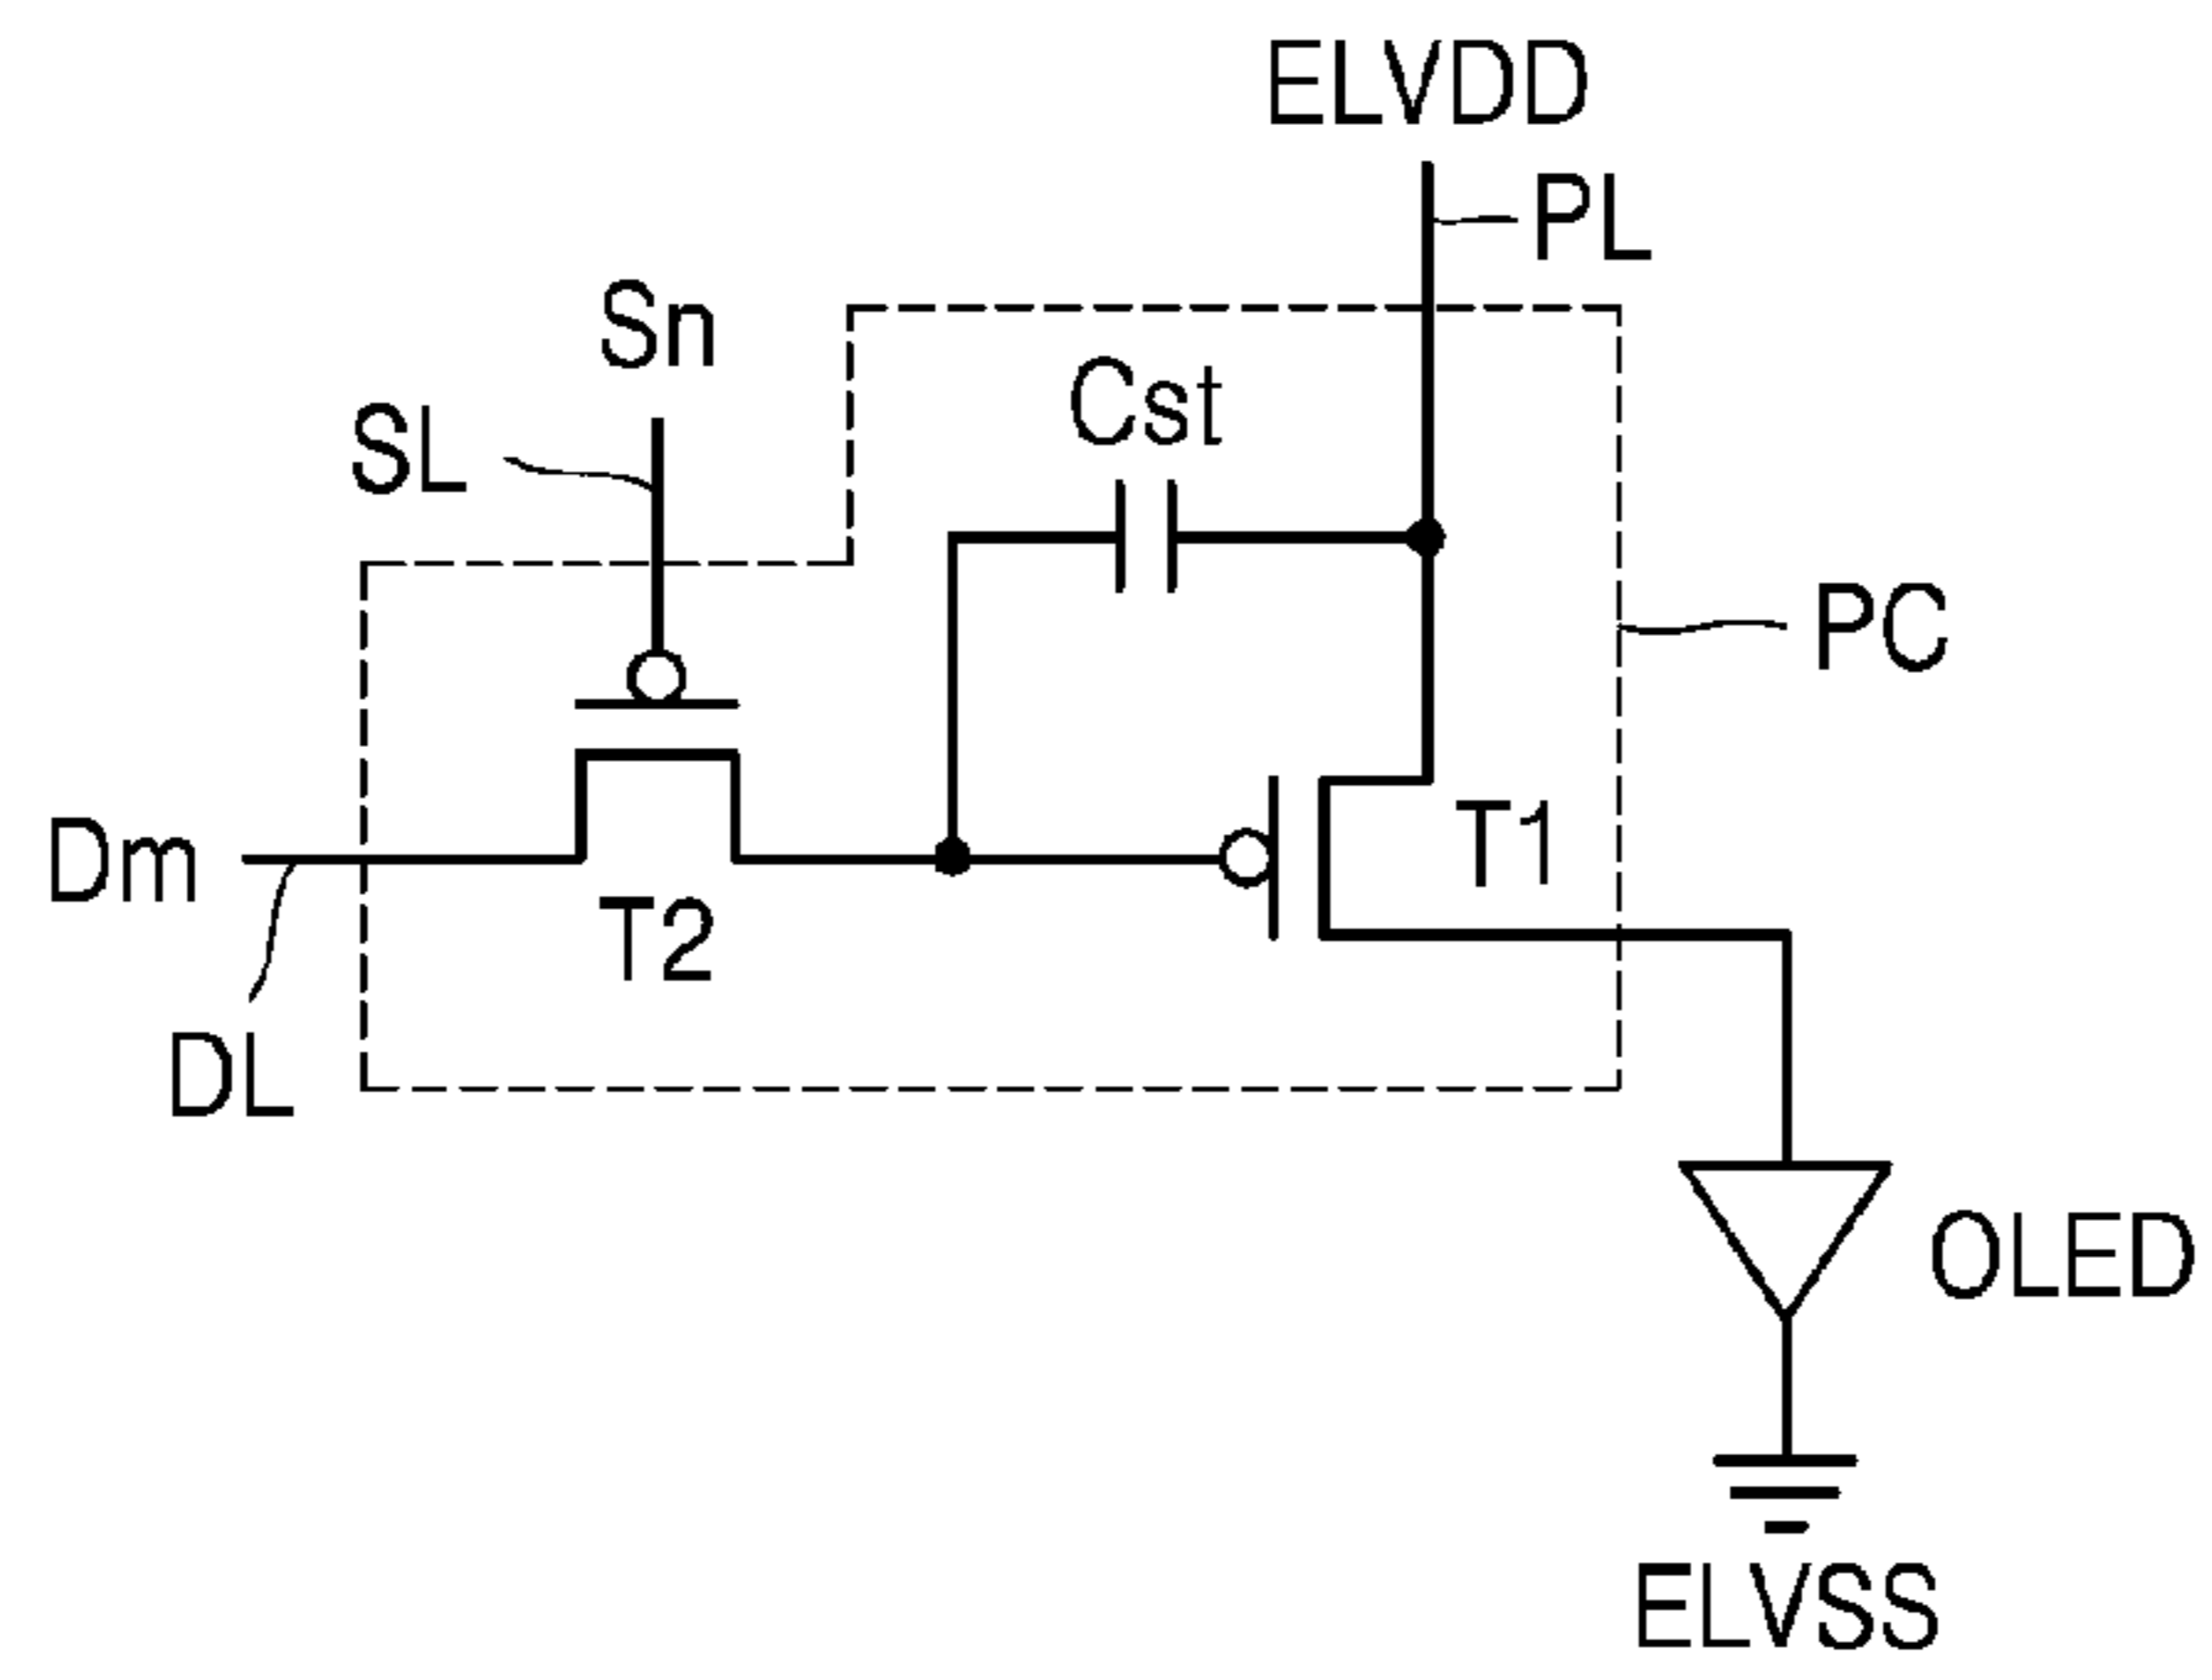 ELVDD
PL
Sn
SL
Cst
PC
Dm
T1
T2
DL
OLED
ELVSS